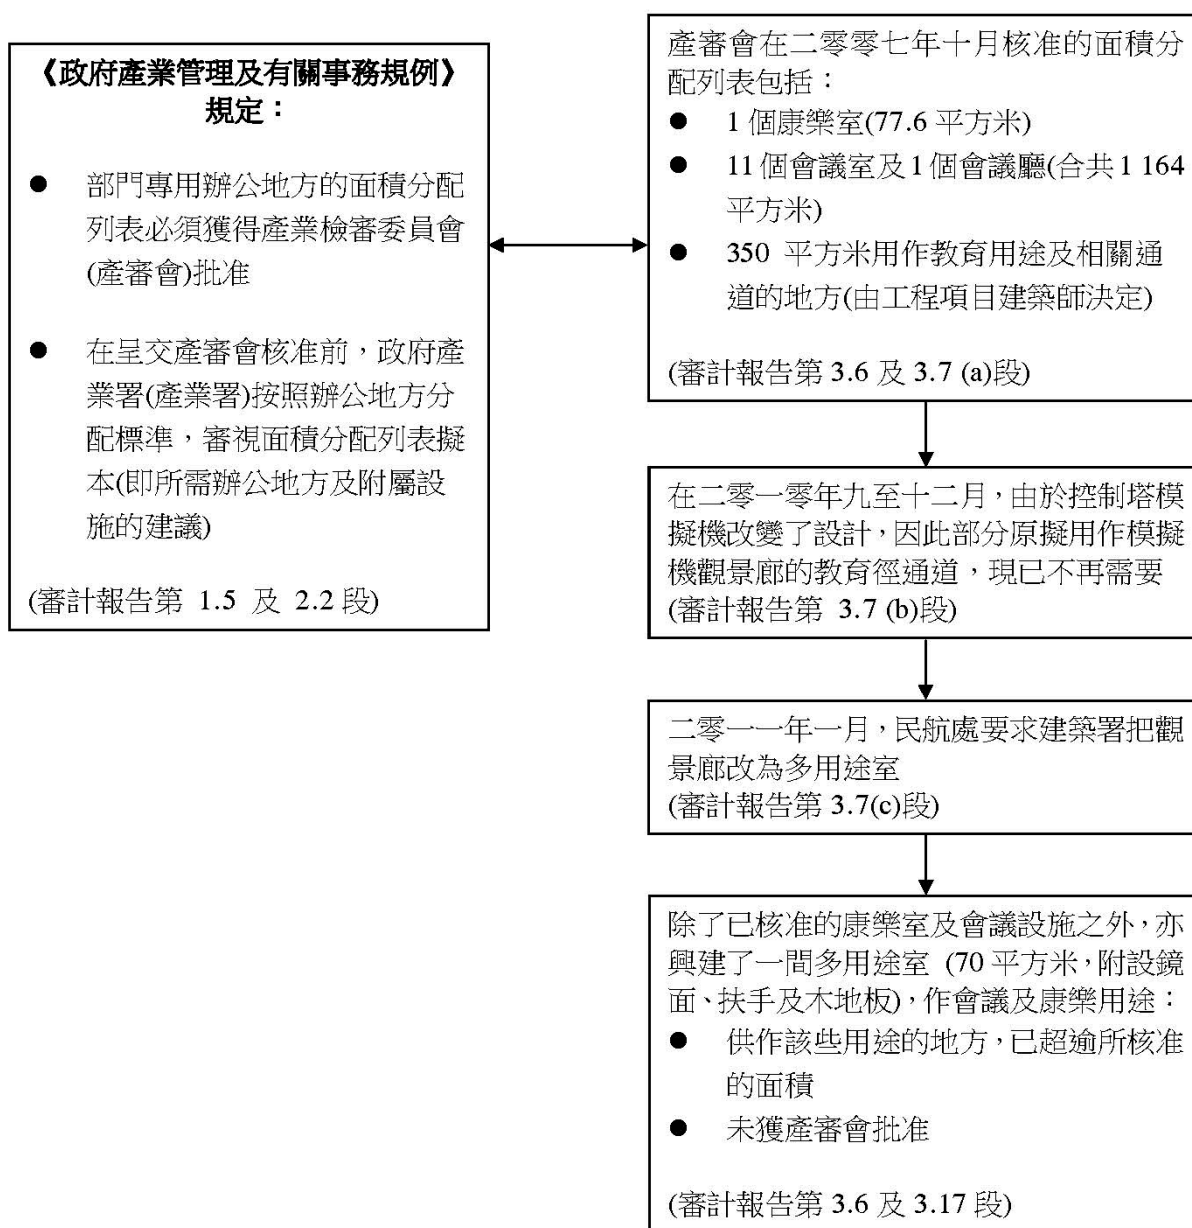 《政府產業管理及有關事務規例》
規定：
● 部門專用辦公地方的面積分配
列表必須獲得產業檢審委員會
(產審會)批准
● 在呈交產審會核准前，政府產
業署(產業署)按照辦公地方分
配標準，審視面積分配列表擬
本(即所需辦公地方及附屬設
施的建議)
(審計報告第 1.5 及 2.2 段)
產審會在二零零七年十月核准的面積分
配列表包括：
● 1 個康樂室(77.6 平方米)
● 11 個會議室及 1 個會議廳(合共 1 164
平方米)
● 350 平方米用作教育用途及相關通
道的地方(由工程項目建築師決定)
(審計報告第 3.6 及 3.7 (a)段)
在二零一零年九至十二月，由於控制塔模
擬機改變了設計，因此部分原擬用作模擬
機觀景廊的教育徑通道，現已不再需要
(審計報告第 3.7 (b)段)
二零一一年一月，民航處要求建築署把觀
景廊改為多用途室
(審計報告第 3.7(c)段)
除了已核准的康樂室及會議設施之外，亦
興建了一間多用途室 (70 平方米，附設鏡
面、扶手及木地板)，作會議及康樂用途：
● 供作該些用途的地方，已超逾所核准
的面積
● 未獲產審會批准
(審計報告第 3.6 及 3.17 段)